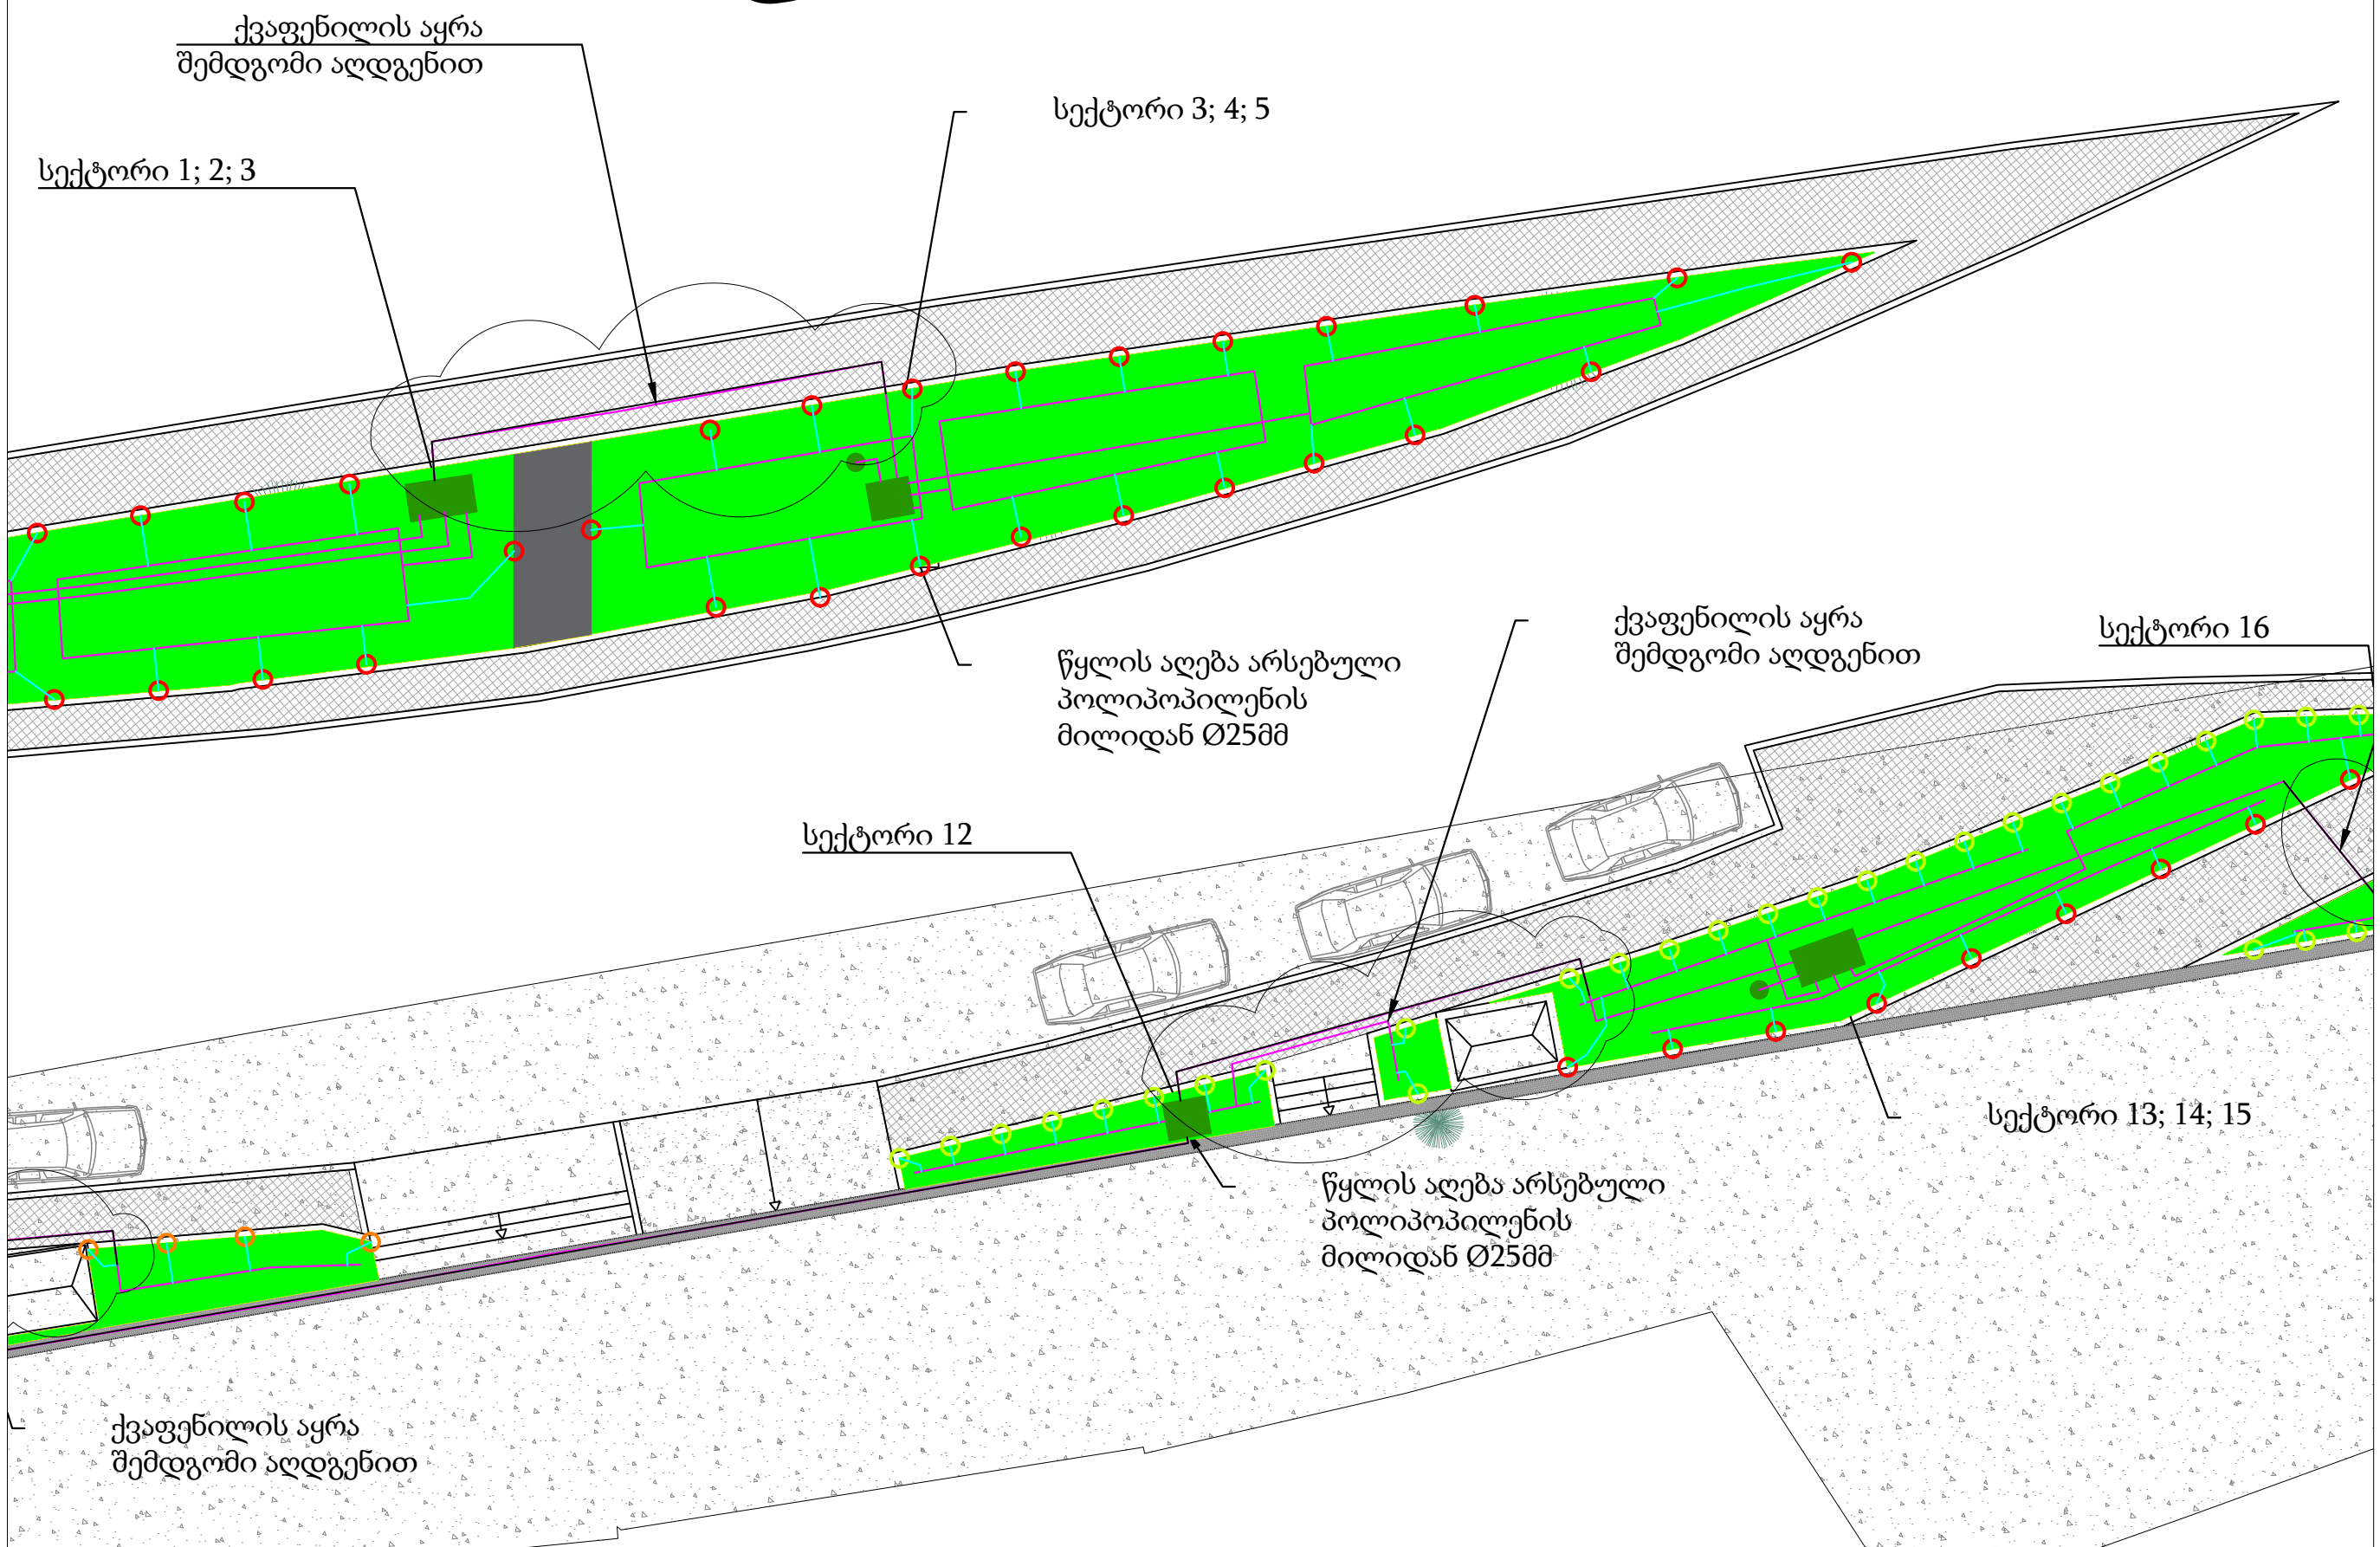 ქვაფენილის აყრა
შემდგომი აღდგენით
სექტორი 3; 4; 5
სექტორი 1; 2; 3
წყლის აღება არსებული
პოლიპოპილენის
მილიდან Ø25მმ
ქვაფენილის აყრა
შემდგომი აღდგენით
სექტორი 16
სექტორი 12
სექტორი 13; 14; 15
წყლის აღება არსებული
პოლიპოპილენის
მილიდან Ø25მმ
ქვაფენილის აყრა
შემდგომი აღდგენით